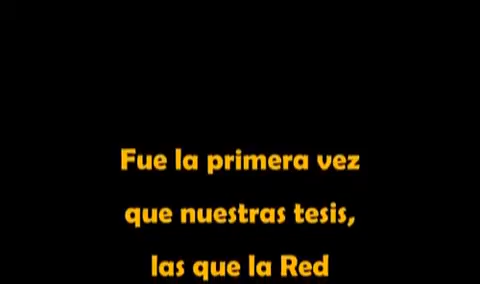 Fue la primera vez
que nuestras tesis,
las que la Red